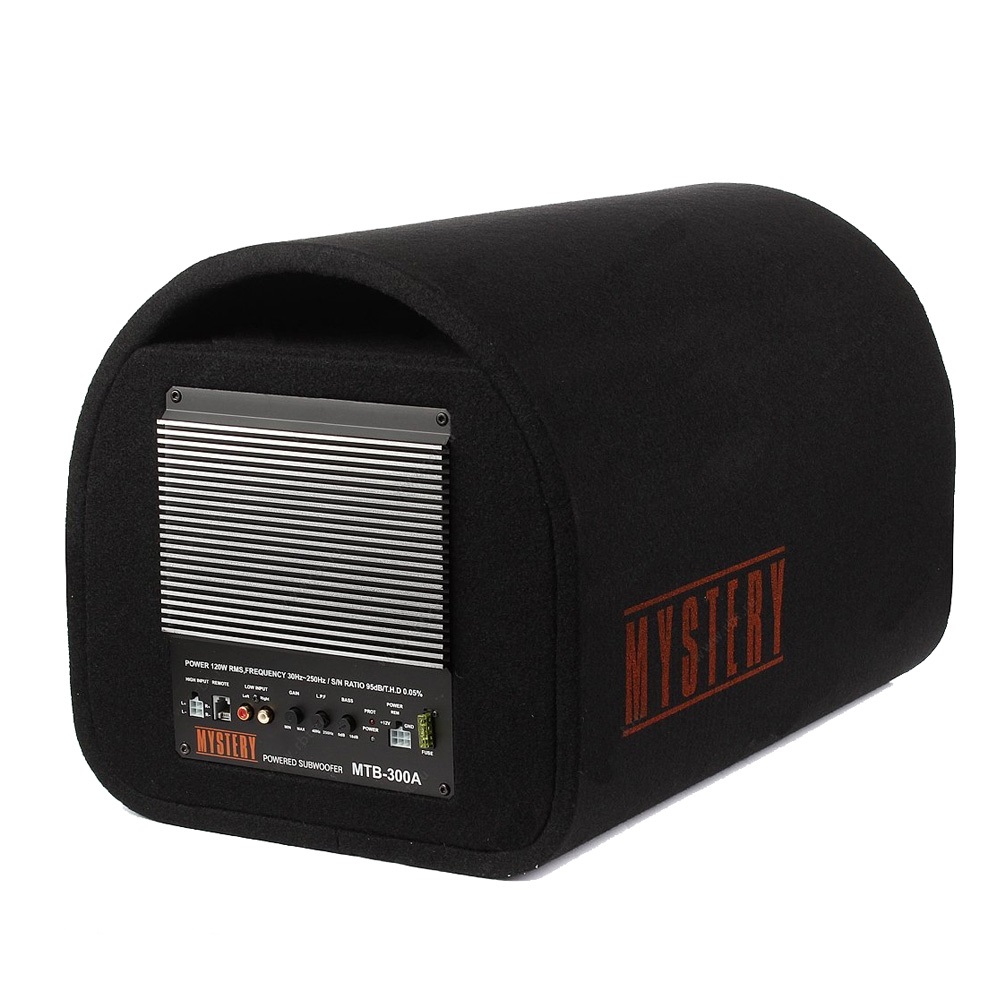 POWER 120W RMS,FREQUENCY 30Hz~250Hz / S/N RATIO 95dB/T.H.D 0.05%
HIGH INPUT REMOTE LOW INPUT GAIN L.P.F BASS POWER
Left Right PROT REM
L+ R+ +12V GND
L- R- POWER
MIN MAX 40Hz 250Hz 0dB 18dB FUSE
MYSTERY POWERED SUBWOOFER MTB-300A
MYSTERY